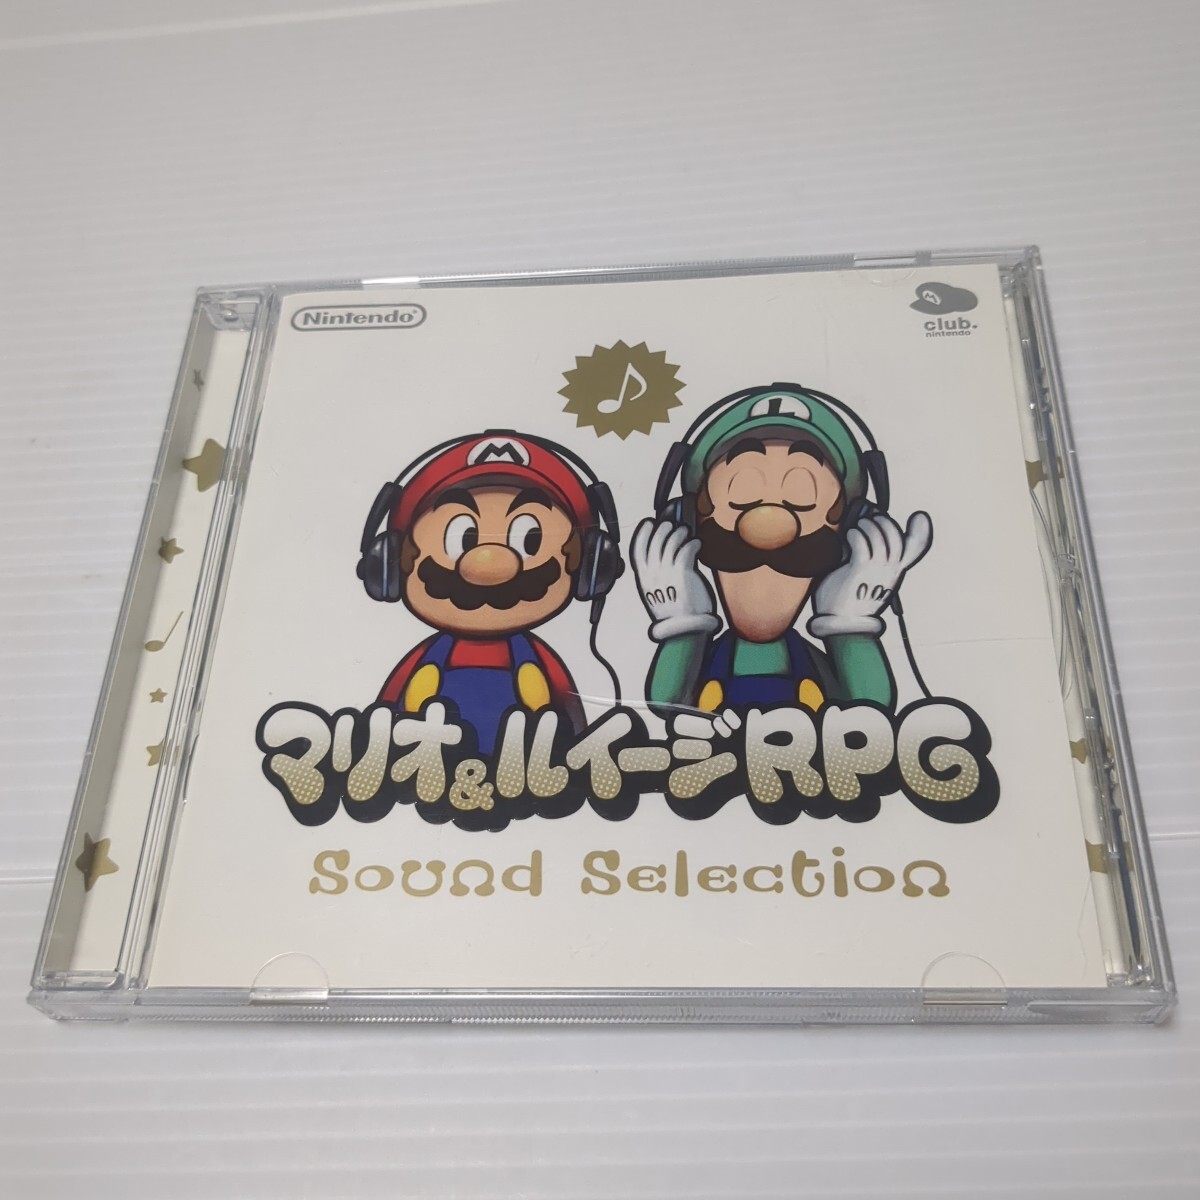 Nintendo®
M
club.
nintendo
L
M
マリオ&ルイージRPG
Sound Selection